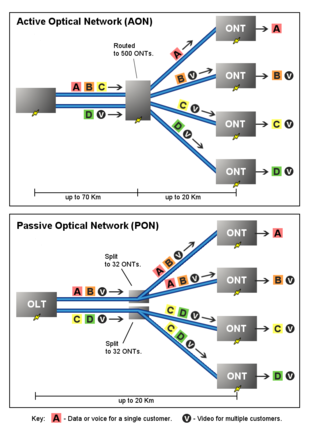 Active Optical Network (AON)
Routed
to 500 ONTs.
A
ONT
A
A B C
B V
ONT
B V
D V
C V
ONT
C V
D V
ONT
D V
up to 70 Km
up to 20 Km
Passive Optical Network (PON)
Split
to 32 ONTs.
A B V
ONT
A
OLT
A B V
A B V
ONT
B V
C D V
C D V
ONT
C V
Split
to 32 ONTs.
C D V
ONT
D V
up to 20 Km
Key: A - Data or voice for a single customer. V - Video for multiple customers.